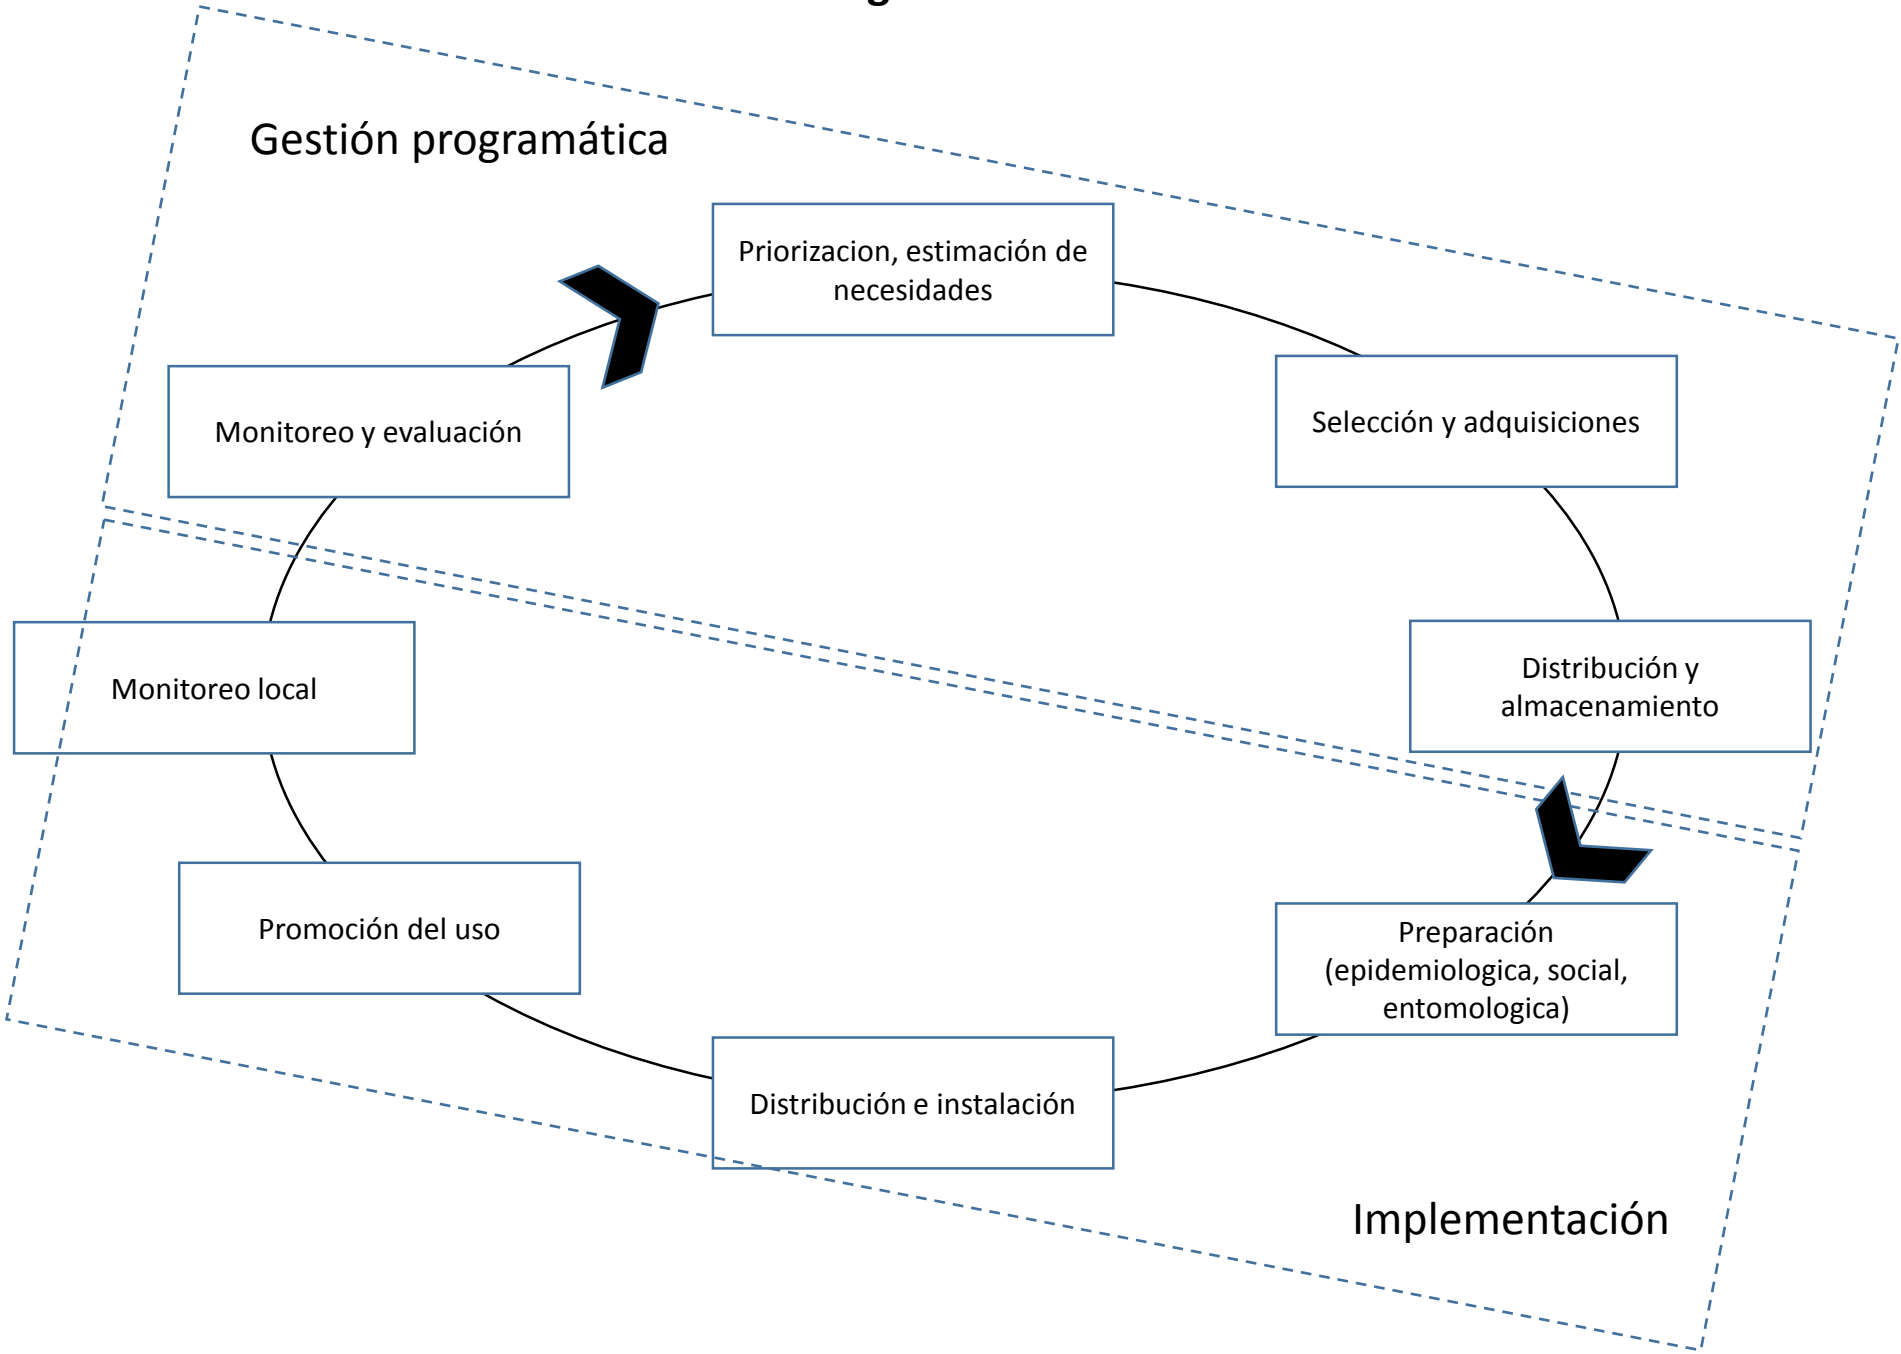 Gestión programática
Priorizacion, estimación de
necesidades
Selección y adquisiciones
Monitoreo y evaluación
Distribución y
almacenamiento
Monitoreo local
Preparación
(epidemiologica, social,
entomologica)
Promoción del uso
Distribución e instalación
Implementación